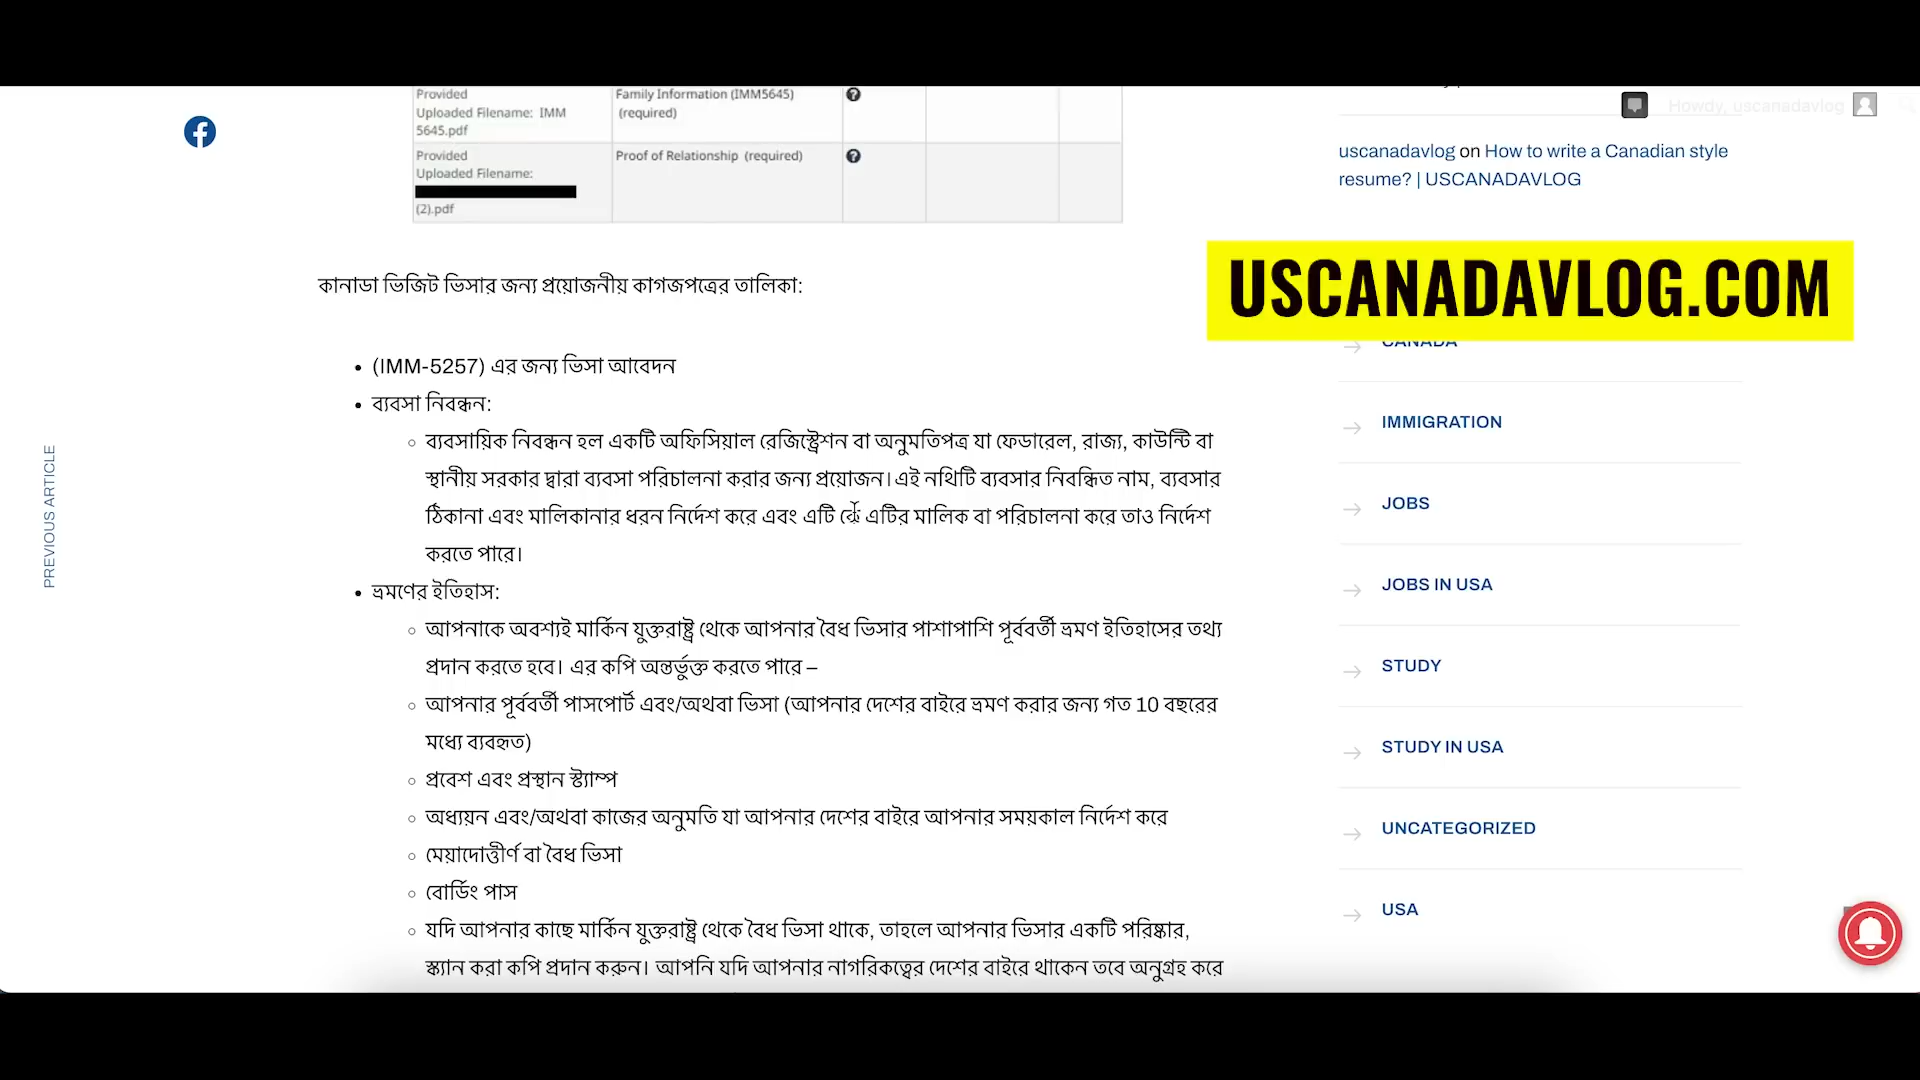 Provided
Uploaded Filename: IMM
5645.pdf
Family Information (IMM5645)
(required)
Provided
Uploaded Filename:
(2).pdf
Proof of Relationship (required)
Howdy, uscanadavlog
uscanadavlog on How to write a Canadian style
resume? | USCANADAVLOG
USCANADAVLOG.COM
PREVIOUS ARTICLE
কানাডা ভিজিট ভিসার জন্য প্রয়োজনীয় কাগজপত্রের তালিকা:
(IMM-5257) এর জন্য ভিসা আবেদন
ব্যবসা নিবন্ধন:
ব্যবসায়িক নিবন্ধন হল একটি অফিসিয়াল রেজিস্ট্রেশন বা অনুমতিপত্র যা ফেডারেল, রাজ্য, কাউন্টি বা
স্থানীয় সরকার দ্বারা ব্যবসা পরিচালনা করার জন্য প্রয়োজন। এই নথিটি ব্যবসার নিবন্ধিত নাম, ব্যবসার
ঠিকানা এবং মালিকানার ধরন নির্দেশ করে এবং এটি কে এটির মালিক বা পরিচালনা করে তাও নির্দেশ
করতে পারে।
ভ্রমণের ইতিহাস:
আপনাকে অবশ্যই মার্কিন যুক্তরাষ্ট্র থেকে আপনার বৈধ ভিসার পাশাপাশি পূর্ববর্তী ভ্রমণ ইতিহাসের তথ্য
প্রদান করতে হবে। এর কপি অন্তর্ভুক্ত করতে পারে –
আপনার পূর্ববর্তী পাসপোর্ট এবং/অথবা ভিসা (আপনার দেশের বাইরে ভ্রমণ করার জন্য গত 10 বছরের
মধ্যে ব্যবহৃত)
প্রবেশ এবং প্রস্থান স্ট্যাম্প
অধ্যয়ন এবং/অথবা কাজের অনুমতি যা আপনার দেশের বাইরে আপনার সময়কাল নির্দেশ করে
মেয়াদোত্তীর্ণ বা বৈধ ভিসা
বোর্ডিং পাস
যদি আপনার কাছে মার্কিন যুক্তরাষ্ট্র থেকে বৈধ ভিসা থাকে, তাহলে আপনার ভিসার একটি পরিষ্কার,
স্ক্যান করা কপি প্রদান করুন। আপনি যদি আপনার নাগরিকত্বের দেশের বাইরে থাকেন তবে অনুগ্রহ করে
CANADA
IMMIGRATION
JOBS
JOBS IN USA
STUDY
STUDY IN USA
UNCATEGORIZED
USA